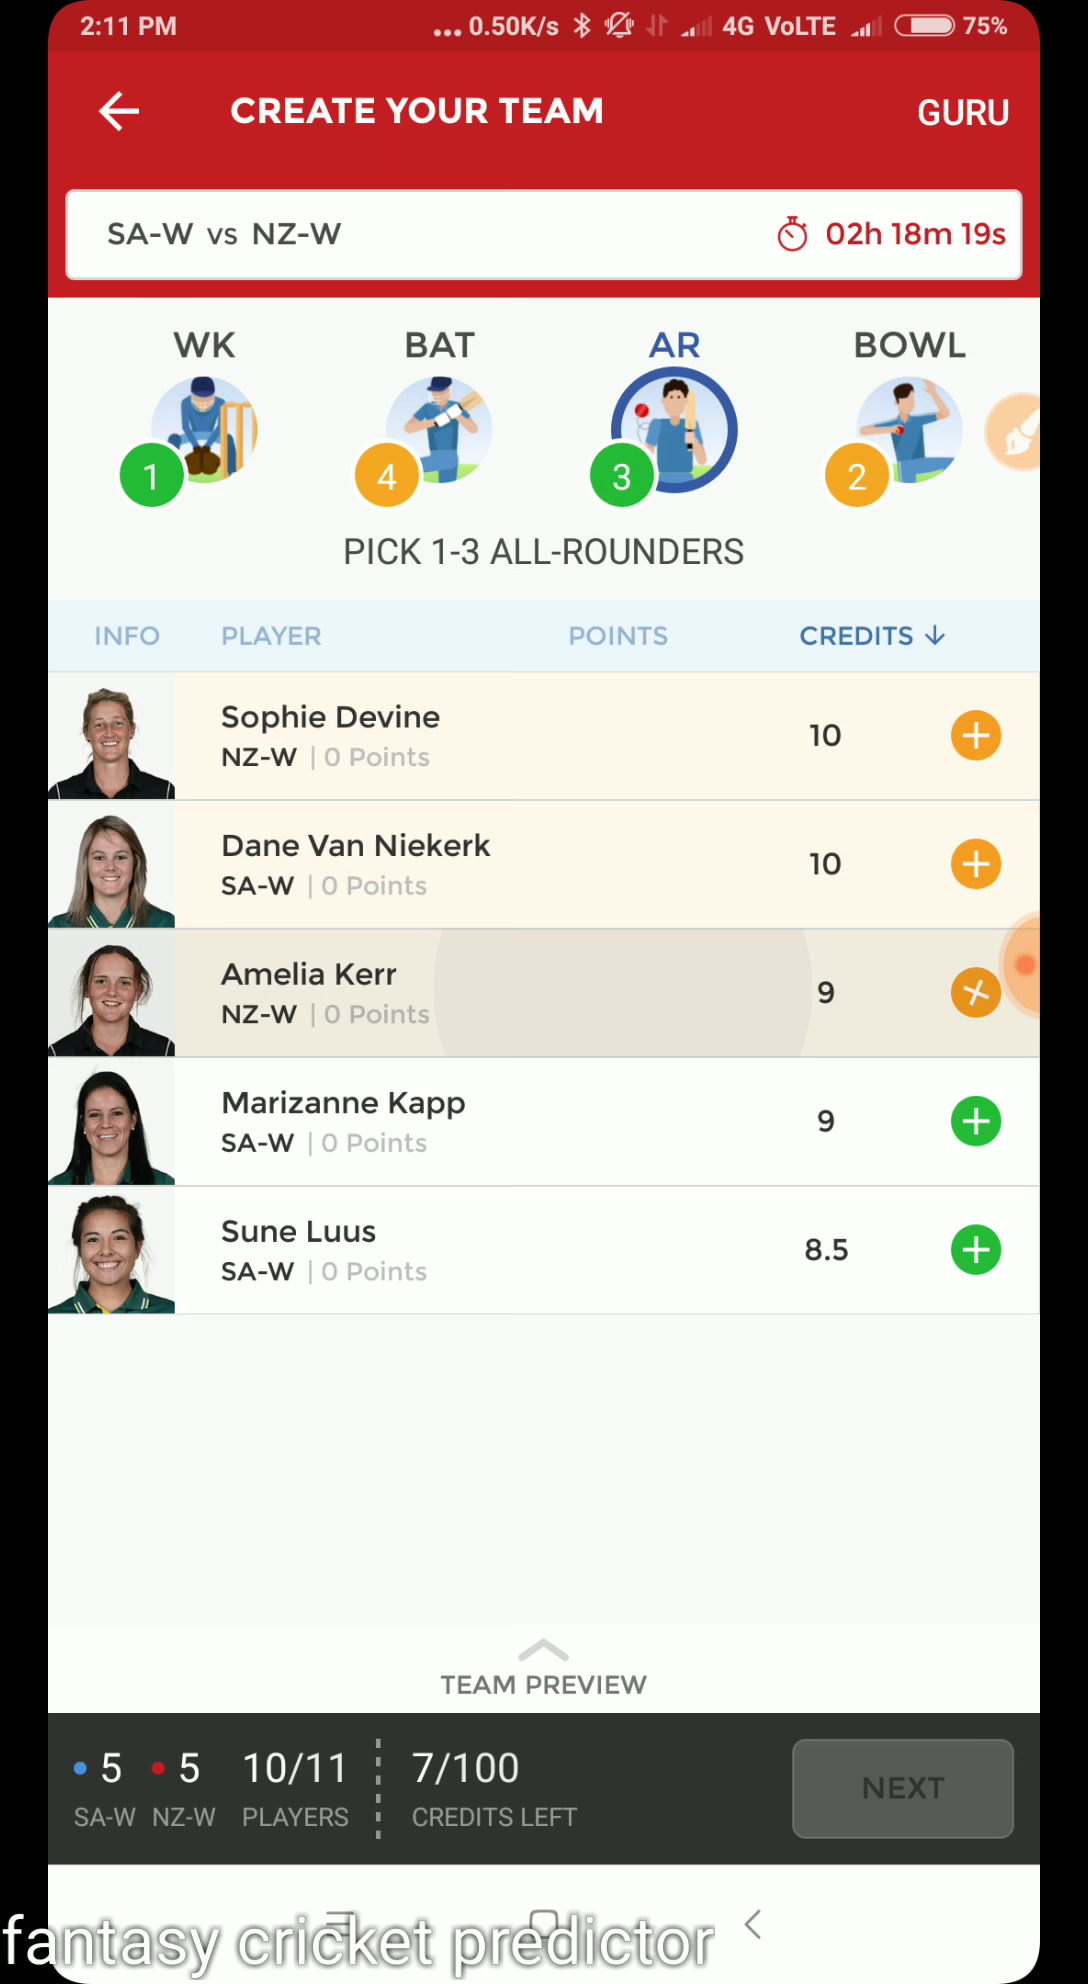 2:11 PM ... 0.50K/s 4G VoLTE 75%
CREATE YOUR TEAM GURU
SA-W vs NZ-W 02h 18m 19s
WK BAT AR BOWL
1 4 3 2
PICK 1-3 ALL-ROUNDERS
INFO PLAYER POINTS CREDITS
Sophie Devine
NZ-W | 0 Points 10
Dane Van Niekerk
SA-W | 0 Points 10
Amelia Kerr
NZ-W | 0 Points 9
Marizanne Kapp
SA-W | 0 Points 9
Sune Luus
SA-W | 0 Points 8.5
TEAM PREVIEW
5 5 10/11 7/100 NEXT
SA-W NZ-W PLAYERS CREDITS LEFT
fantasy cricket predictor